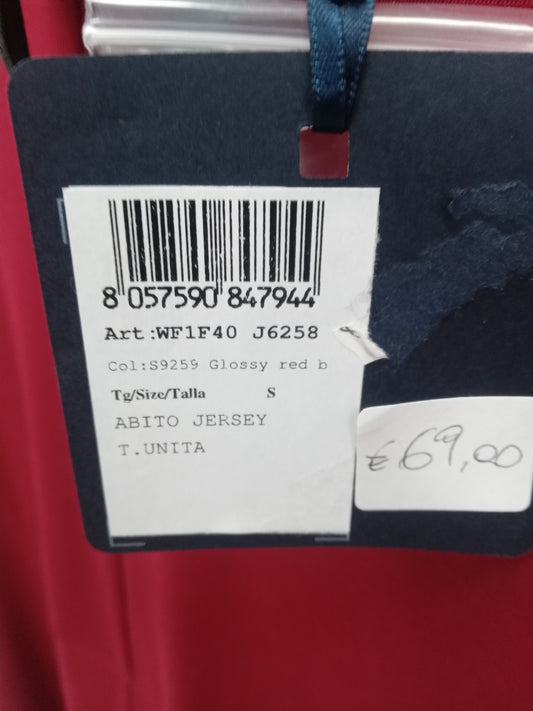 8 057590 847944
Art:WF1F40 J6258
Col:S9259 Glossy red b
Tg/Size/Talla S
ABITO JERSEY
T.UNITA
€69,00